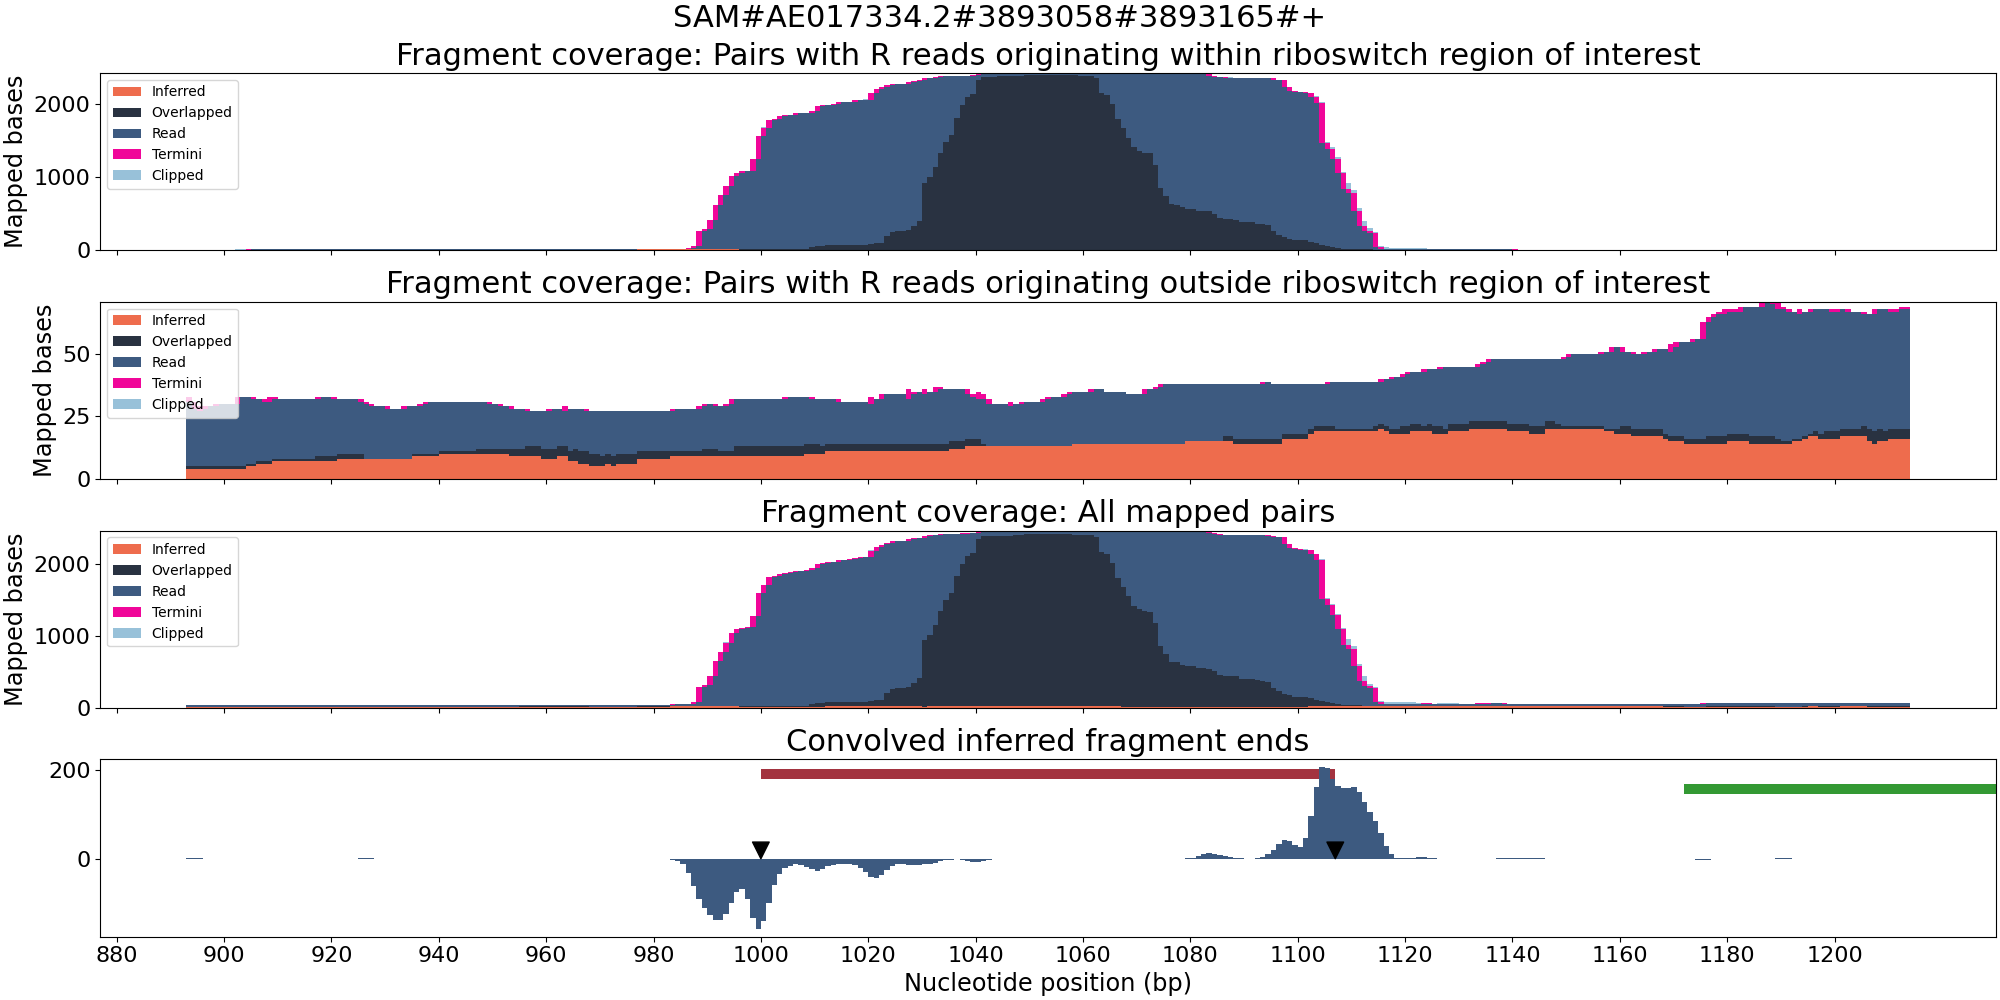 SAM#AE017334.2#3893058#3893165#+
Fragment coverage: Pairs with R reads originating within riboswitch region of interest
Mapped bases
2000
1000
0
Inferred
Overlapped
Read
Termini
Clipped
Fragment coverage: Pairs with R reads originating outside riboswitch region of interest
Mapped bases
50
25
0
Inferred
Overlapped
Read
Termini
Clipped
Fragment coverage: All mapped pairs
Mapped bases
2000
1000
0
Inferred
Overlapped
Read
Termini
Clipped
Convolved inferred fragment ends
200
0
880 900 920 940 960 980 1000 1020 1040 1060 1080 1100 1120 1140 1160 1180 1200
Nucleotide position (bp)